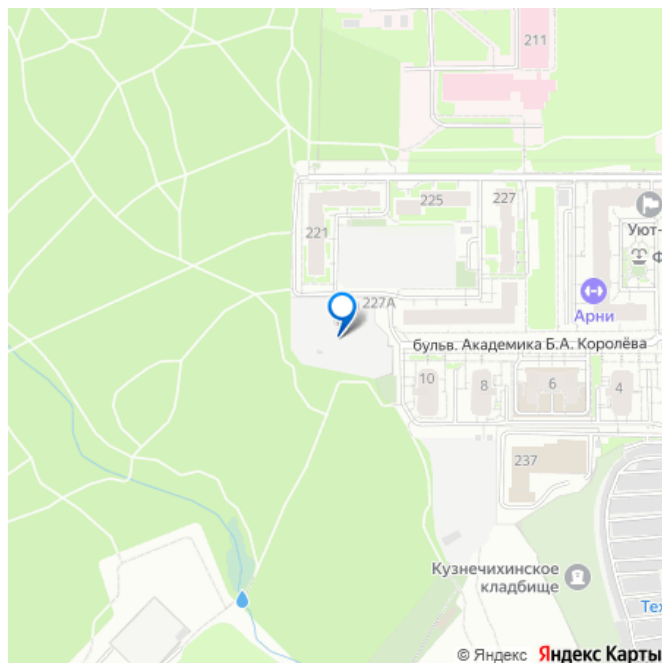 211
225
227
221
Уют-
Ф
227А
Арни
бульв. Академика Б.А. Королёва
10
8
6
4
237
Кузнечихинское
кладбище
Тех
© Яндекс Яндекс Карты